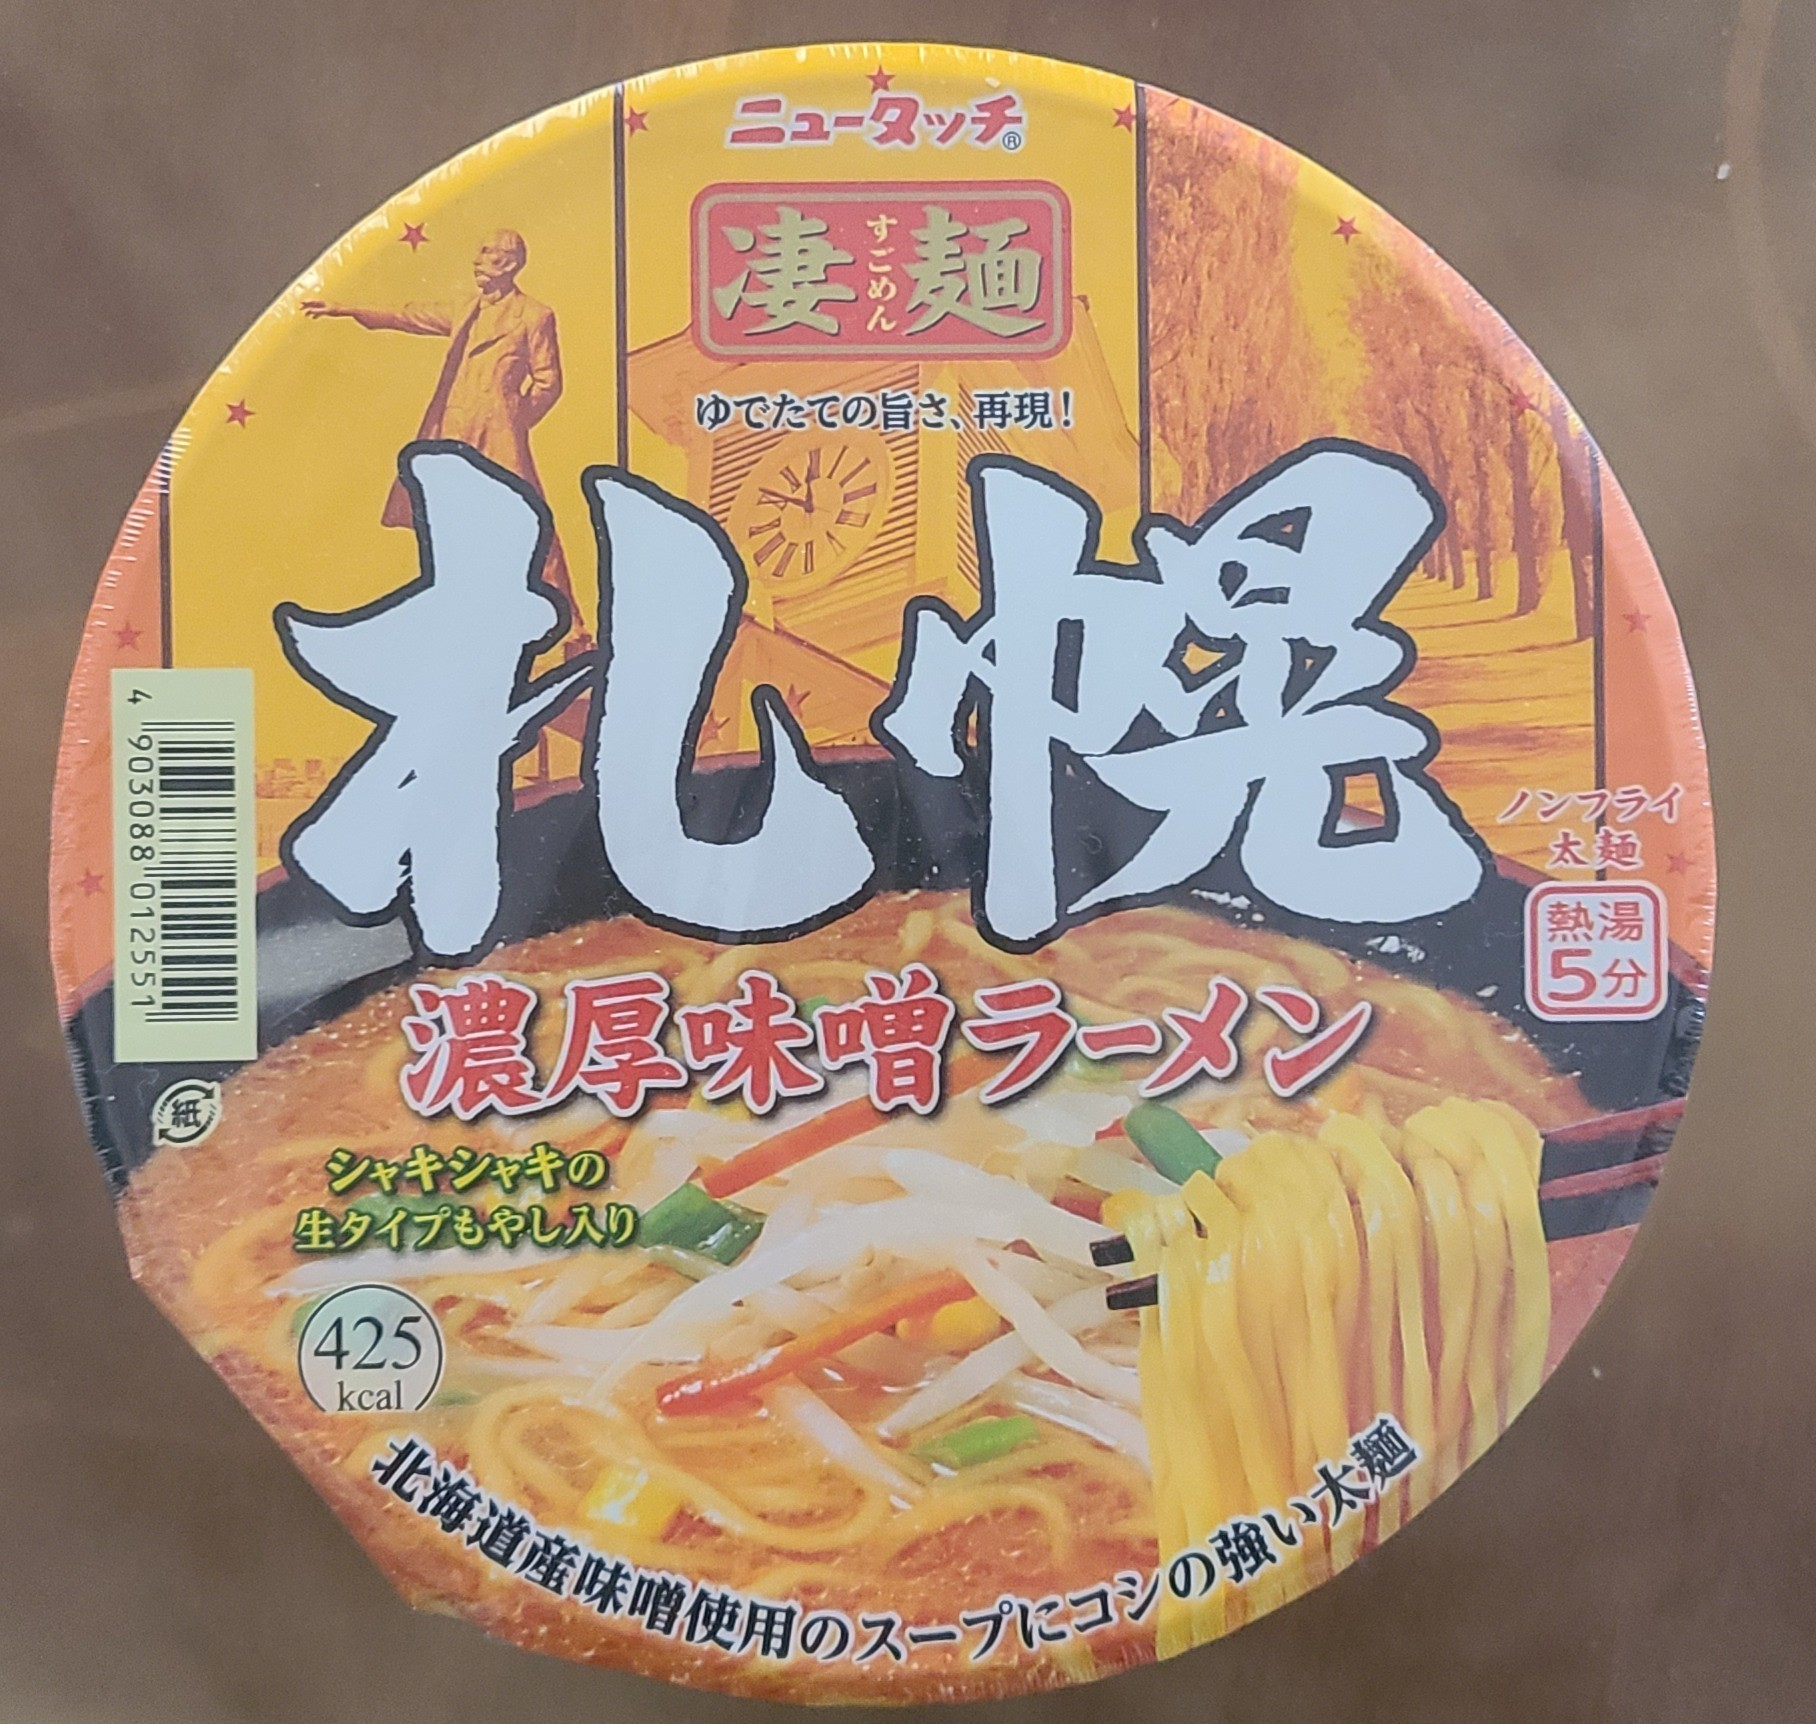 ニュータッチ®
凄麺
すごめん
ゆでたての旨さ、再現!
札幌
ノンフライ
太麺
熱湯
5分
濃厚味噌ラーメン
シャキシャキの
生タイプもやし入り
425
kcal
北海道産味噌使用のスープにコシの強い太麺
4 903088 012551
紙